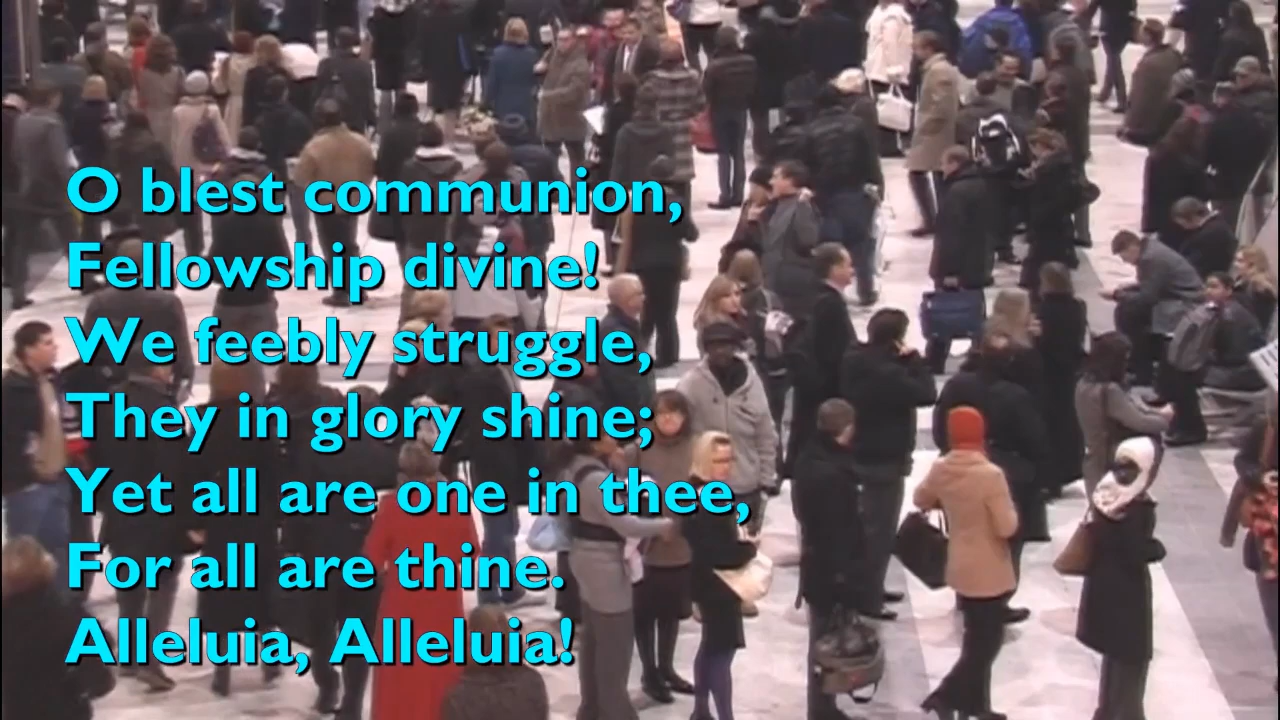 O blest communion,
Fellowship divine!
We feebly struggle,
They in glory shine;
Yet all are one in thee,
For all are thine.
Alleluia, Alleluia!